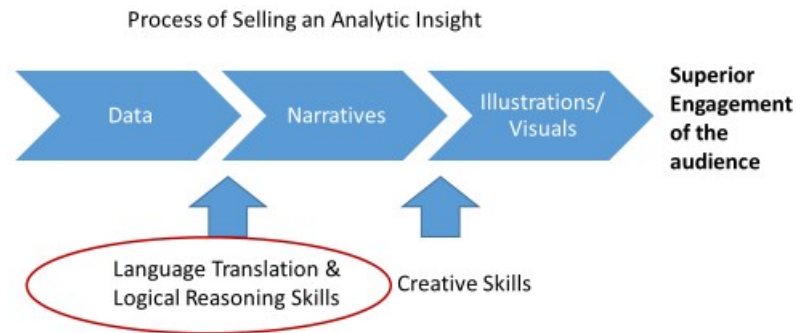 Process of Selling an Analytic Insight
Data
Narratives
Illustrations/
Visuals
Superior
Engagement
of the
audience
Language Translation &
Logical Reasoning Skills
Creative Skills